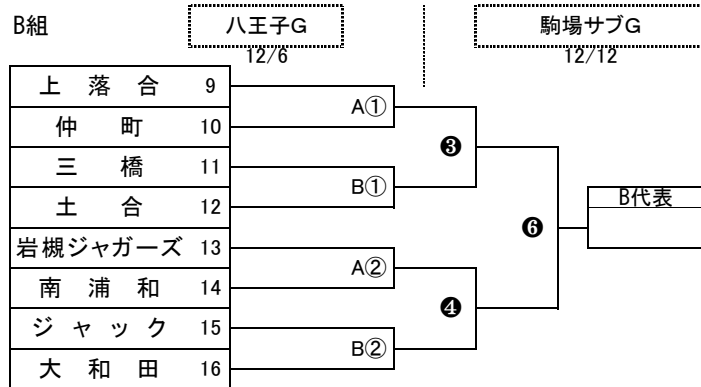 B組 八王子G 駒場サブG
12/6 12/12
上落合 9
A①
仲町 10
❸
三橋 11
B①
土合 12
B代表
❻
岩槻ジャガーズ 13
A②
南浦和 14
❹
ジャック 15
B②
大和田 16